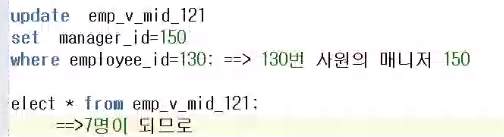 update  emp_v_mid_121
set  manager_id=150
where employee_id=130; ==> 130번 사원의 매니저 150
elect * from emp_v_mid_121;
==>7명이 되므로